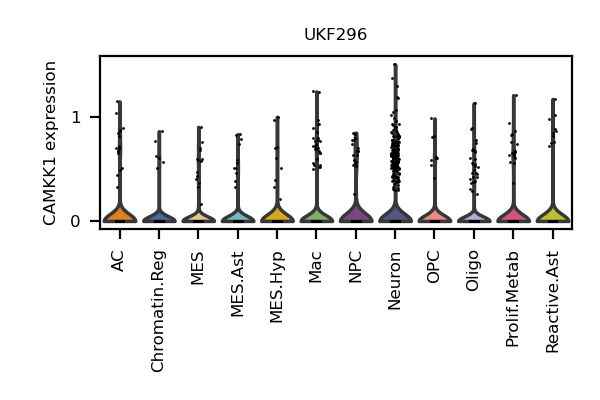 UKF296
CAMKK1 expression
1
0
AC
Chromatin.Reg
MES
MES.Ast
MES.Hyp
Mac
NPC
Neuron
OPC
Oligo
Prolif.Metab
Reactive.Ast